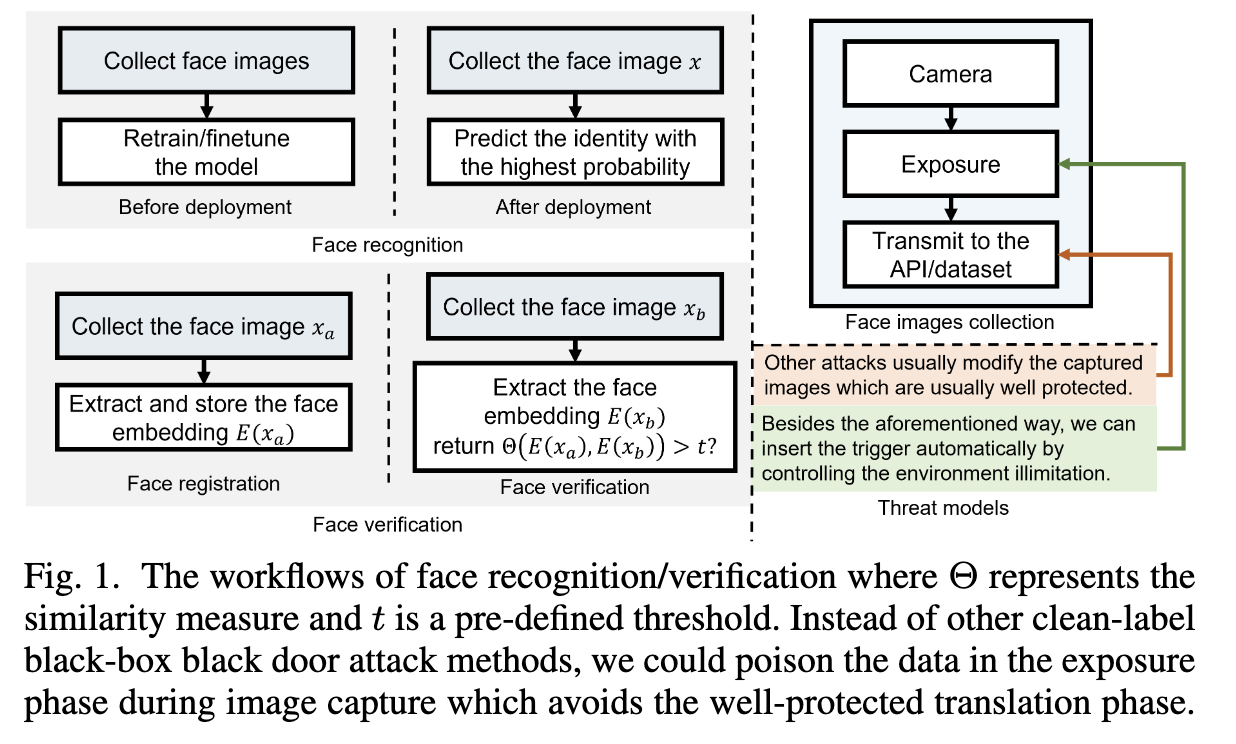 Collect face images
Retrain/finetune
the model
Before deployment
Collect the face image x
Predict the identity with
the highest probability
After deployment
Face recognition
Collect the face image xₐ
Extract and store the face
embedding E(xₐ)
Face registration
Collect the face image x_b
Extract the face
embedding E(x_b)
return Θ(E(xₐ), E(x_b)) > t?
Face verification
Face verification
Camera
Exposure
Transmit to the
API/dataset
Face images collection
Other attacks usually modify the captured
images which are usually well protected.
Besides the aforementioned way, we can
insert the trigger automatically by
controlling the environment illimitation.
Threat models
Fig. 1. The workflows of face recognition/verification where Θ represents the
similarity measure and t is a pre-defined threshold. Instead of other clean-label
black-box black door attack methods, we could poison the data in the exposure
phase during image capture which avoids the well-protected translation phase.